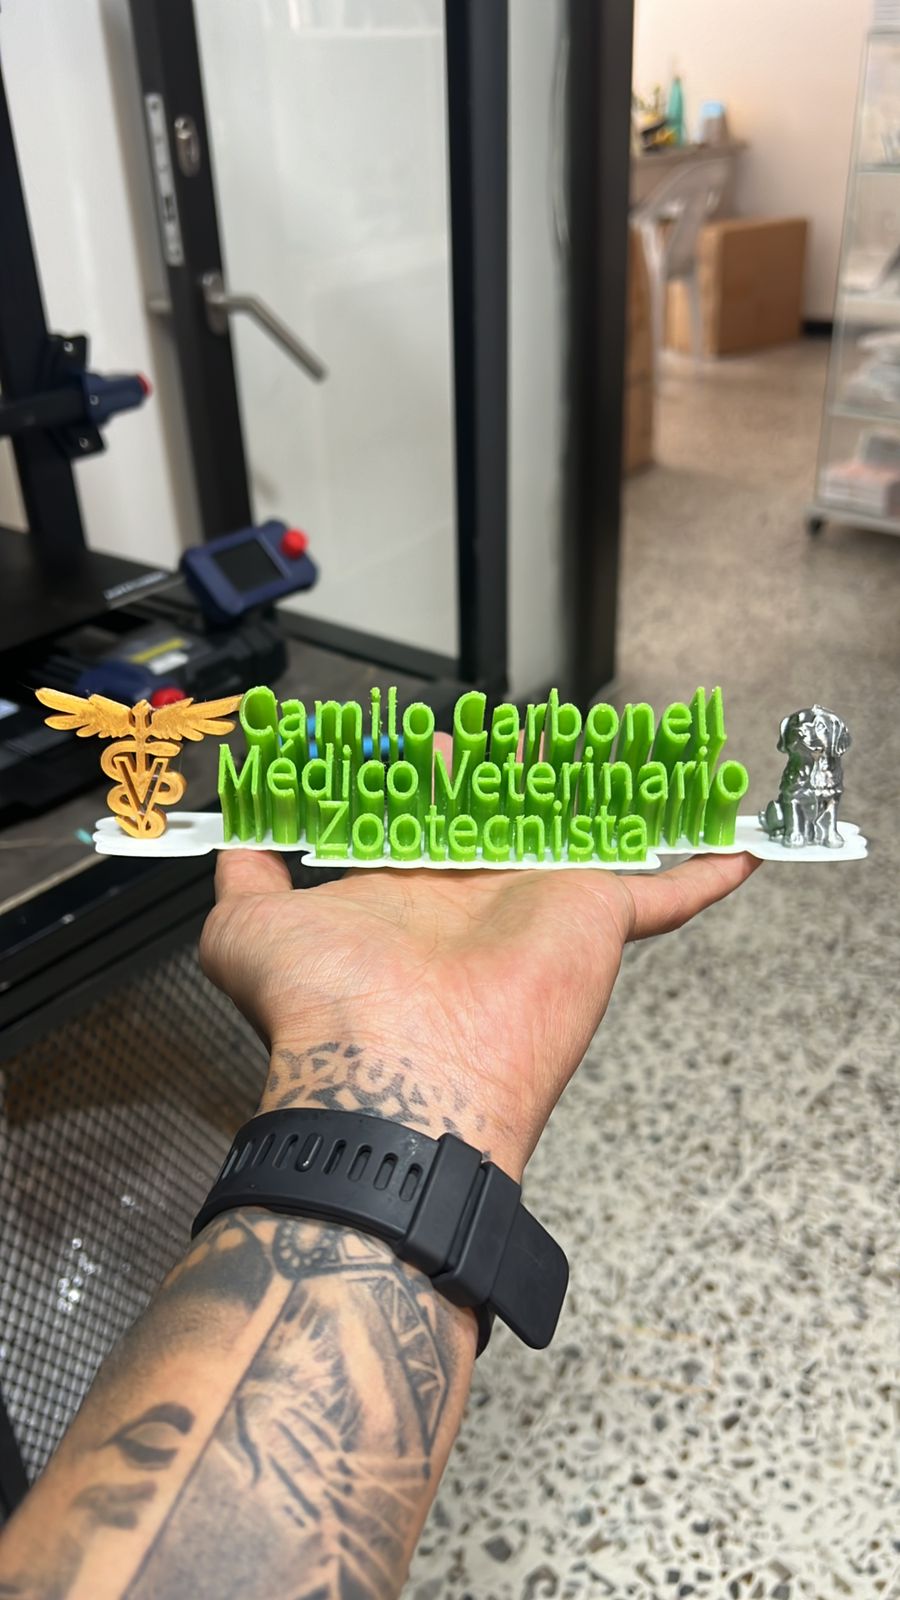 Camilo Carbonell
Médico Veterinario
Zootecnista
V